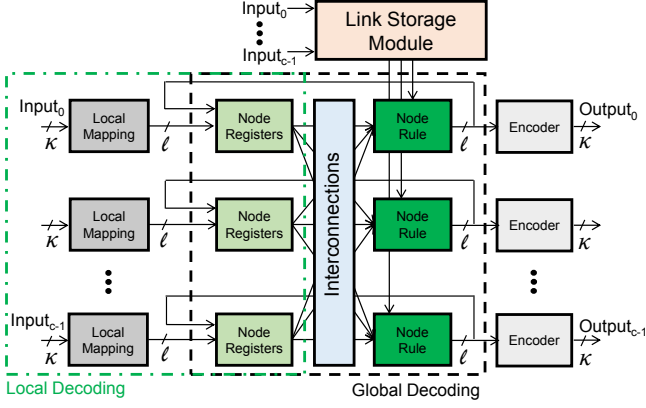 Input0
Link Storage
Module
Inputc-1
Input0
κ
Local
Mapping
ℓ
Node
Registers
Interconnections
Node
Rule
ℓ
Encoder
Output0
κ
κ
Local
Mapping
ℓ
Node
Registers
Node
Rule
ℓ
Encoder
κ
Inputc-1
κ
Local
Mapping
ℓ
Node
Registers
Node
Rule
ℓ
Encoder
Outputc-1
κ
Local Decoding
Global Decoding